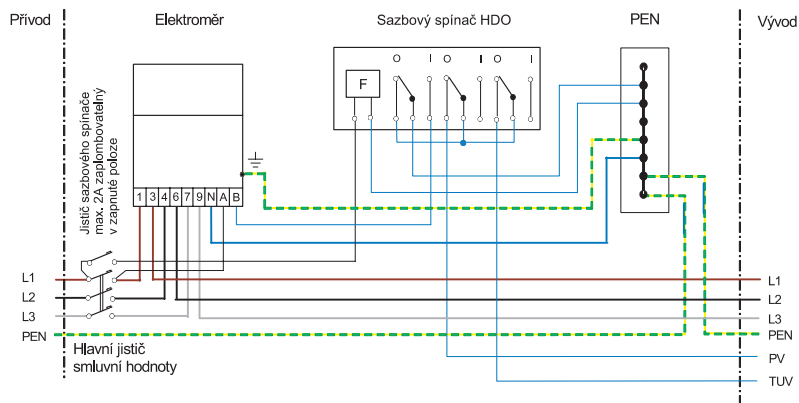 Přívod
Elektroměr
Sazbový spínač HDO
PEN
Vývod
Jistič sazbového spínače
max. 2A zaplombovatelný
v zapnuté poloze
F
O I O I O I
1 3 4 6 7 9 N A B
L1
L2
L3
PEN
Hlavní jistič
smluvní hodnoty
L1
L2
L3
PEN
PV
TUV